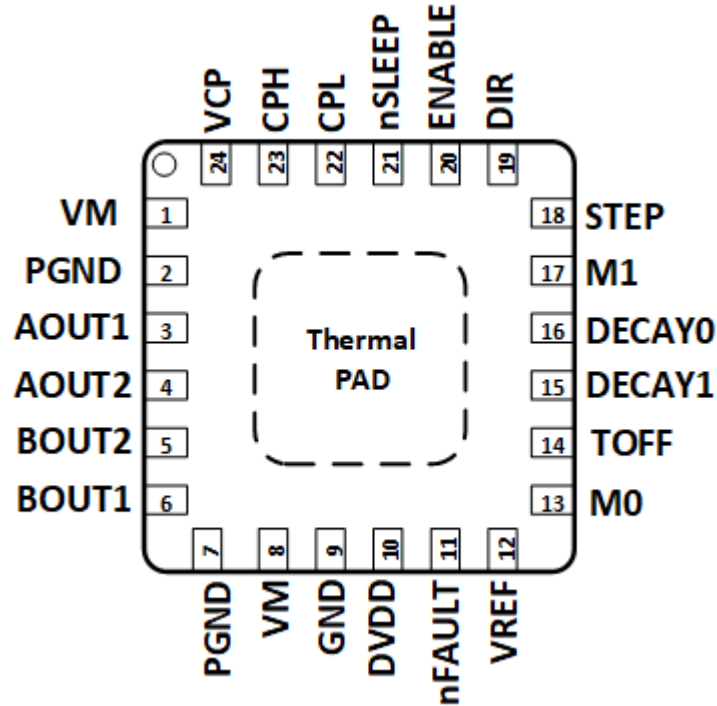 VCP
CPH
CPL
nSLEEP
ENABLE
DIR
24
23
22
21
20
19
VM 1
PGND 2
AOUT1 3
AOUT2 4
BOUT2 5
BOUT1 6
Thermal
PAD
18 STEP
17 M1
16 DECAY0
15 DECAY1
14 TOFF
13 M0
7
8
9
10
11
12
PGND
VM
GND
DVDD
nFAULT
VREF